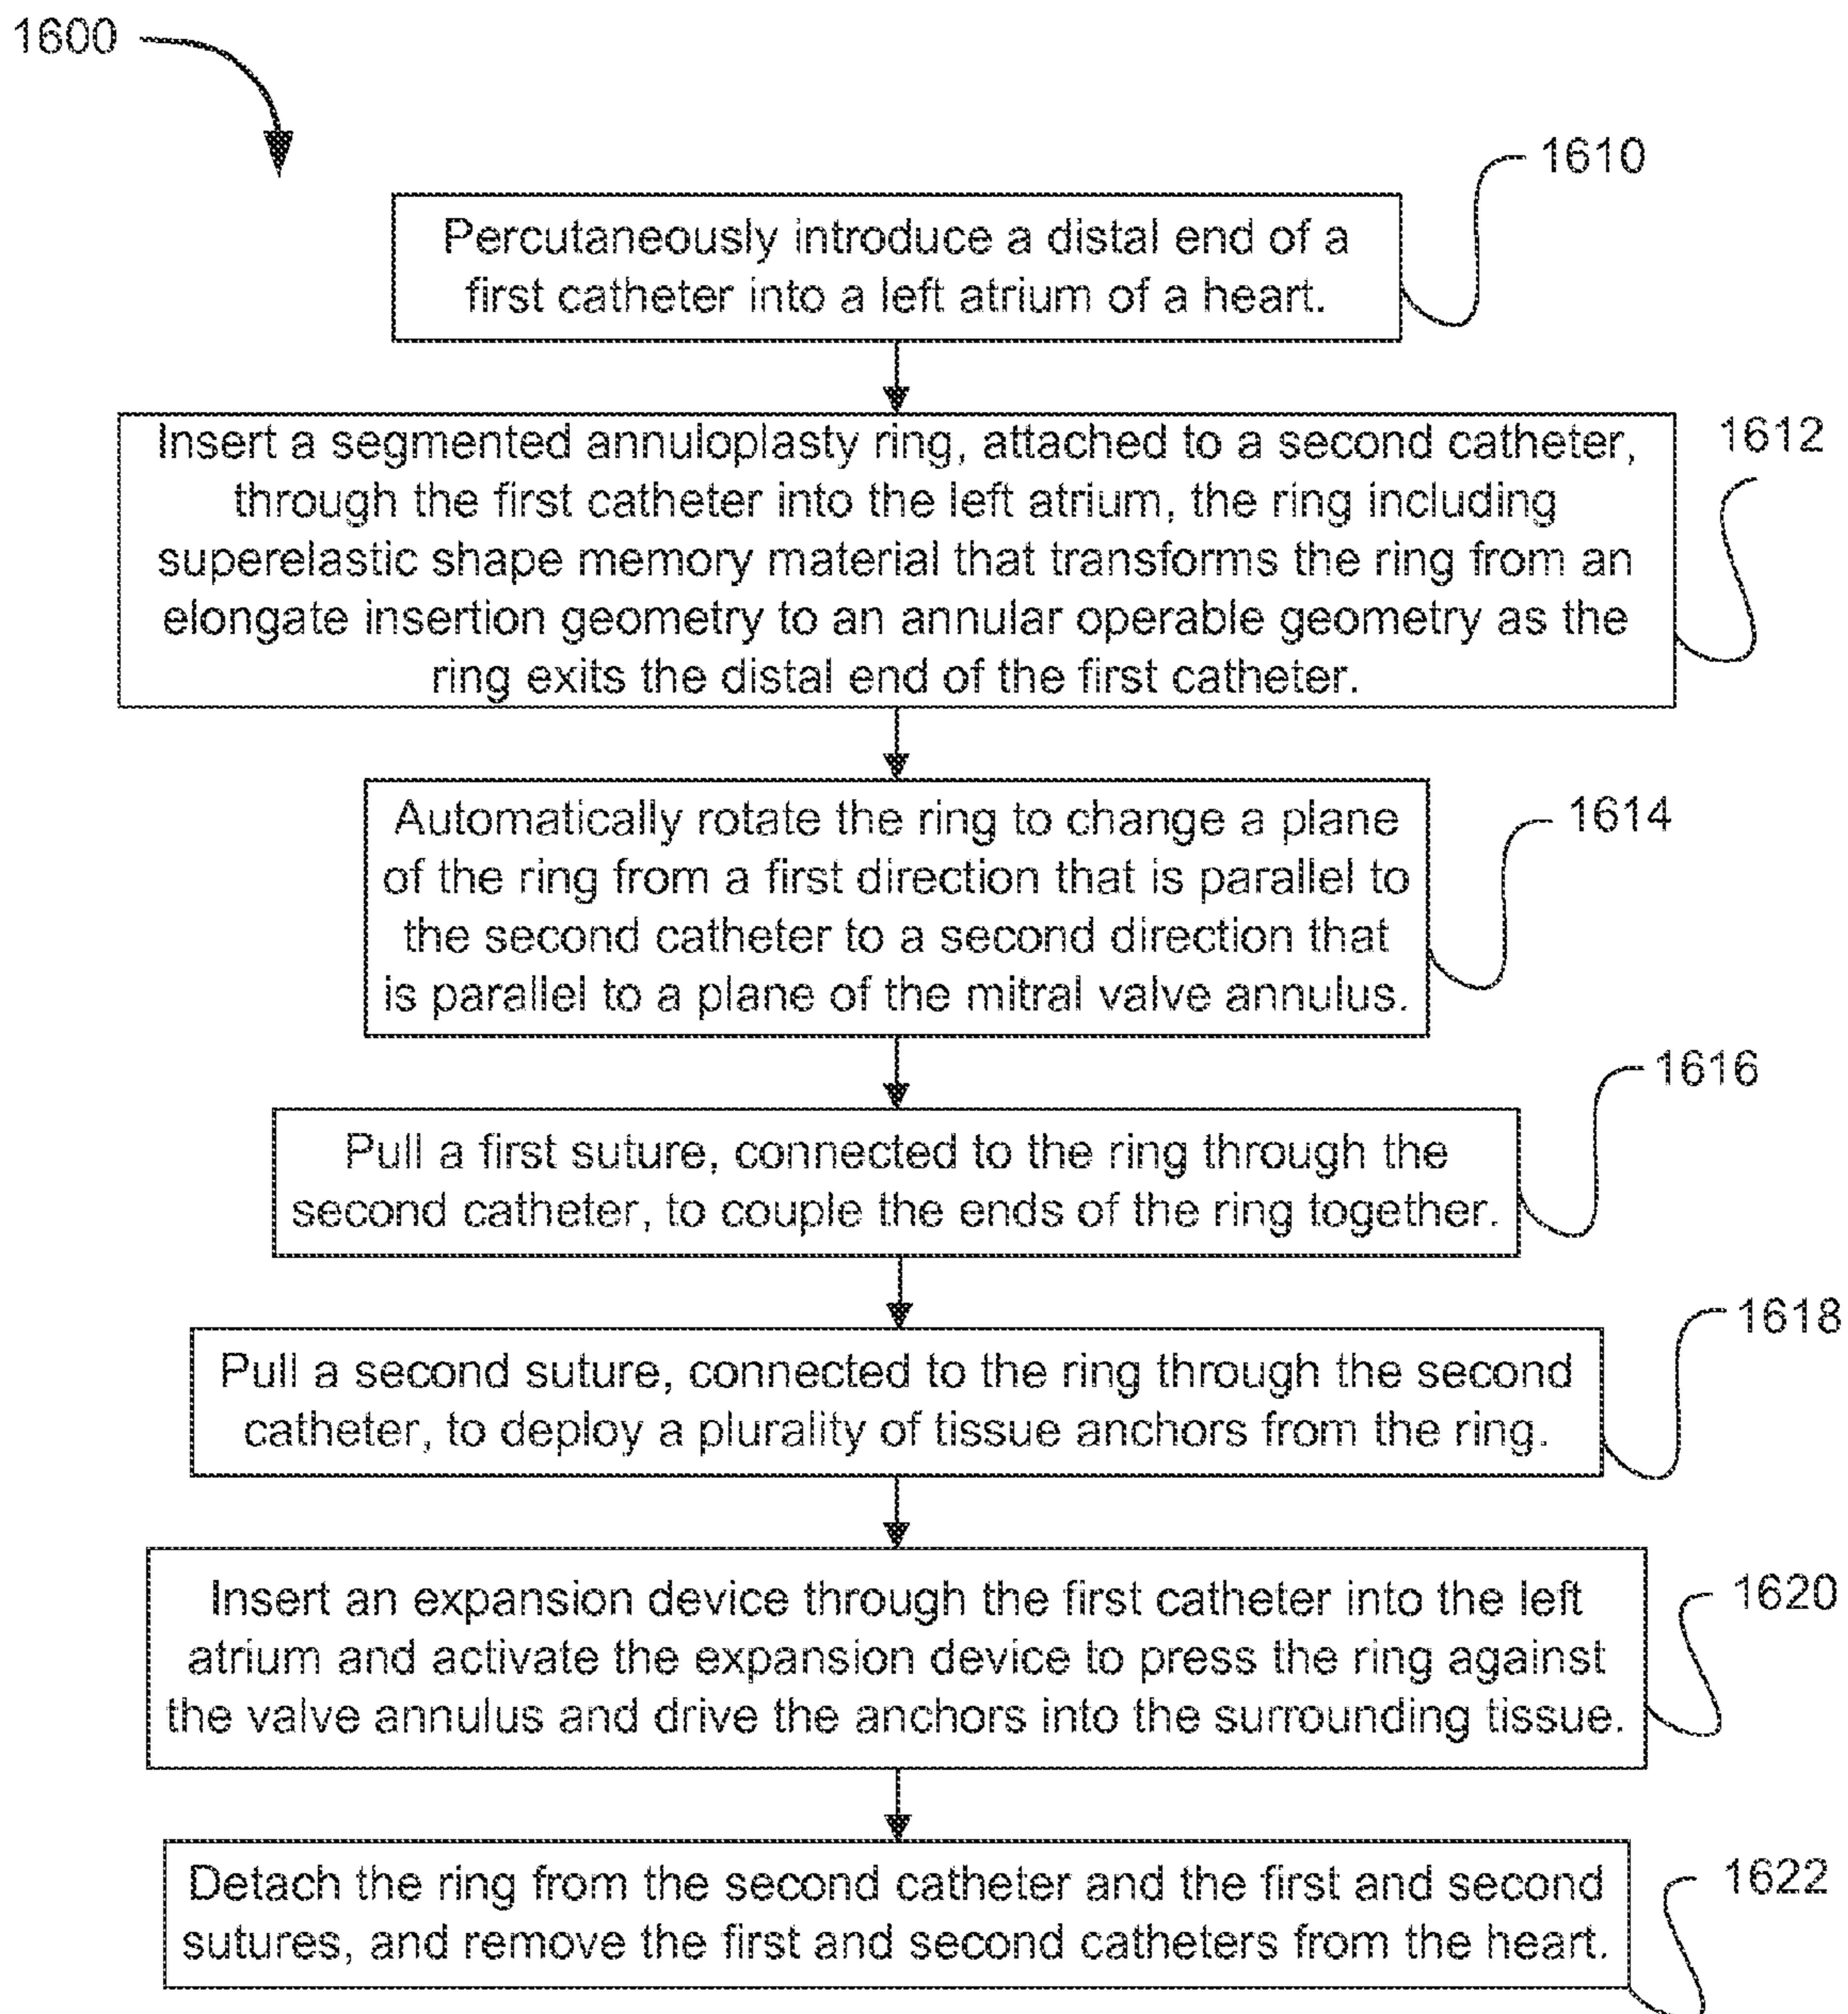 1600
1610
Percutaneously introduce a distal end of a
first catheter into a left atrium of a heart.
1612
Insert a segmented annuloplasty ring, attached to a second catheter,
through the first catheter into the left atrium, the ring including
superelastic shape memory material that transforms the ring from an
elongate insertion geometry to an annular operable geometry as the
ring exits the distal end of the first catheter.
1614
Automatically rotate the ring to change a plane
of the ring from a first direction that is parallel to
the second catheter to a second direction that
is parallel to a plane of the mitral valve annulus.
1616
Pull a first suture, connected to the ring through the
second catheter, to couple the ends of the ring together.
1618
Pull a second suture, connected to the ring through the second
catheter, to deploy a plurality of tissue anchors from the ring.
1620
Insert an expansion device through the first catheter into the left
atrium and activate the expansion device to press the ring against
the valve annulus and drive the anchors into the surrounding tissue.
1622
Detach the ring from the second catheter and the first and second
sutures, and remove the first and second catheters from the heart.